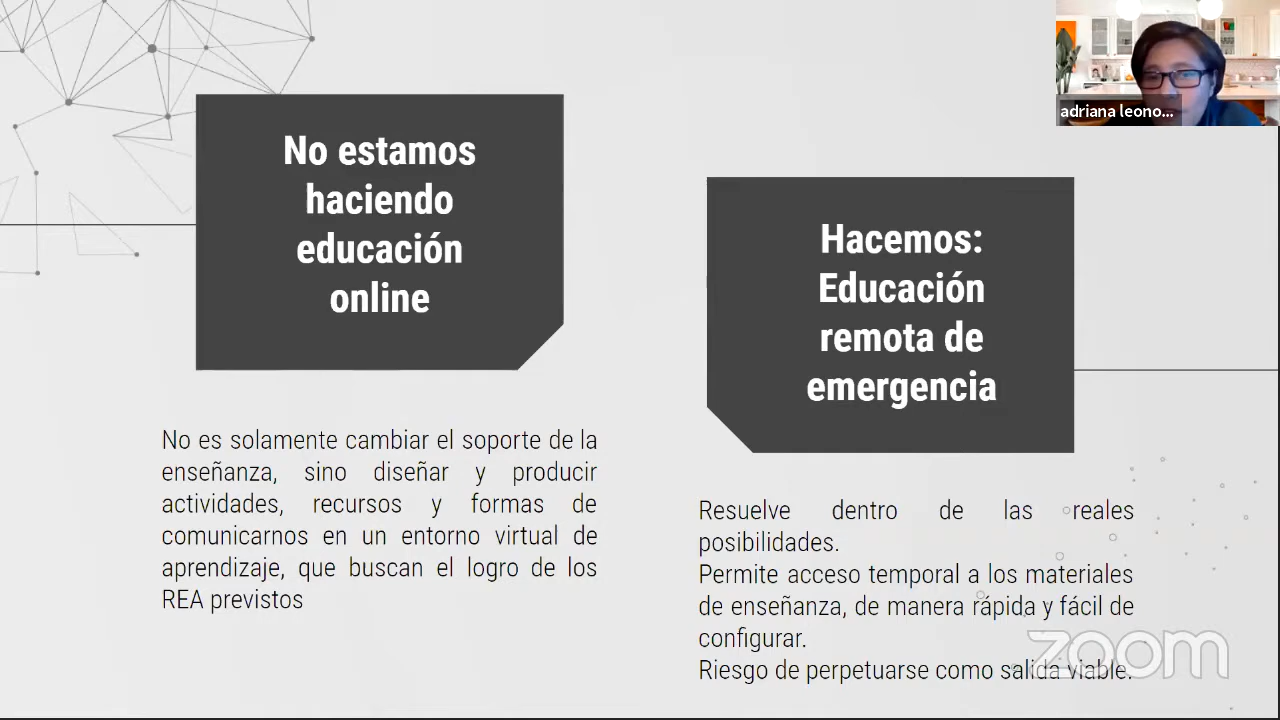 adriana leono...
No estamos
haciendo
educación
online
Hacemos:
Educación
remota de
emergencia
No es solamente cambiar el soporte de la
enseñanza, sino diseñar y producir
actividades, recursos y formas de
comunicarnos en un entorno virtual de
aprendizaje, que buscan el logro de los
REA previstos
Resuelve dentro de las reales
posibilidades.
Permite acceso temporal a los materiales
de enseñanza, de manera rápida y fácil de
configurar.
Riesgo de perpetuarse como salida viable.
zoom